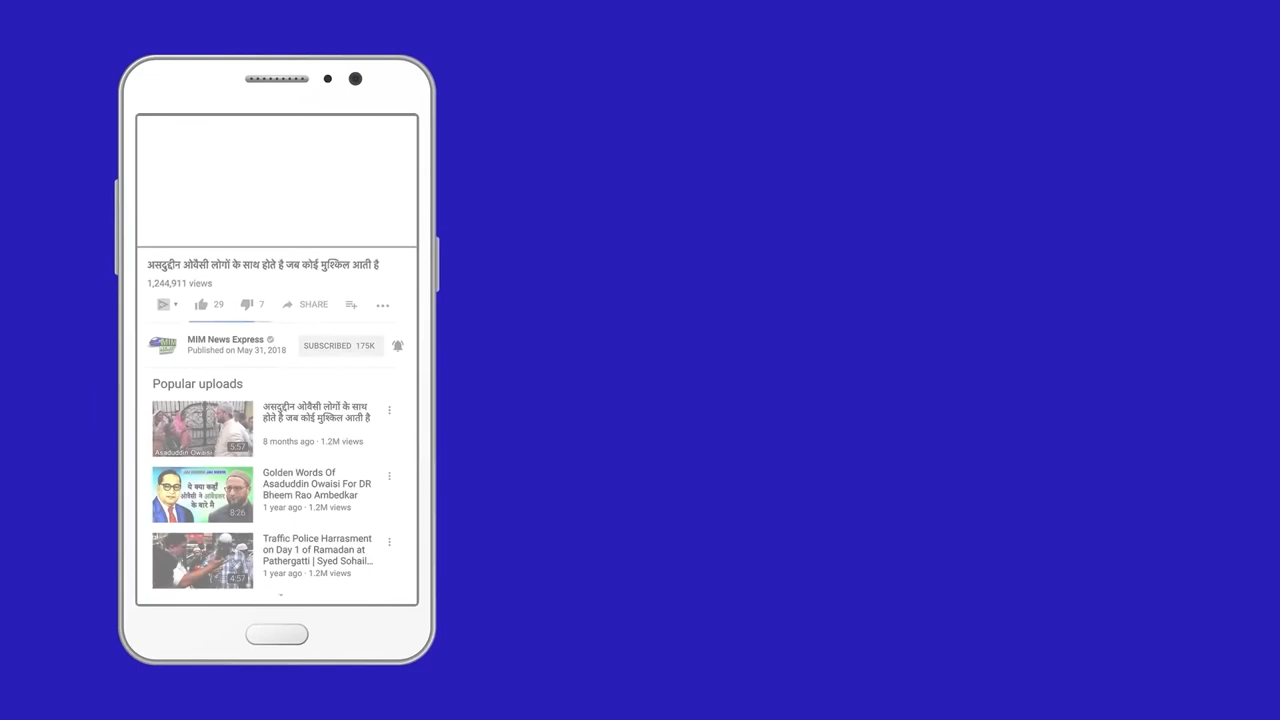 असदुद्दीन ओवैसी लोगों के साथ होते है जब कोई मुश्किल आती है
1,244,911 views
29 7 SHARE
MIM News Express
Published on May 31, 2018
SUBSCRIBED 175K
Popular uploads
असदुद्दीन ओवैसी लोगों के साथ
होते है जब कोई मुश्किल आती है
8 months ago · 1.2M views
5:57
Asaduddin Owaisi
Golden Words Of
Asaduddin Owaisi For DR
Bheem Rao Ambedkar
1 year ago · 1.2M views
ये क्या कहाँ
ओवैसी ने आंबेडकर
के बारे मै
8:26
Traffic Police Harrasment
on Day 1 of Ramadan at
Pathergatti | Syed Sohail...
1 year ago · 1.2M views
4:57